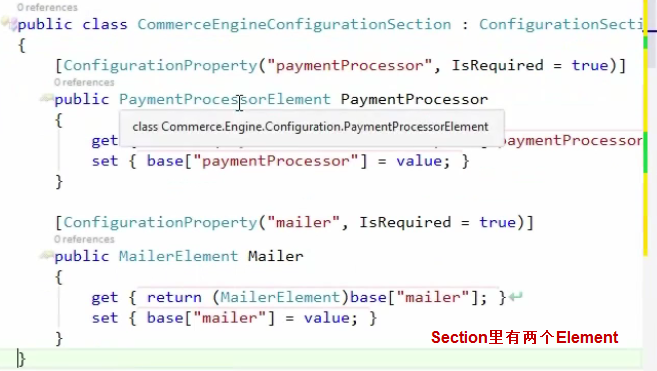 0 references
public class CommerceEngineConfigurationSection : ConfigurationSecti
{
[ConfigurationProperty("paymentProcessor", IsRequired = true)]
0 references
public PaymentProcessorElement PaymentProcessor
class Commerce.Engine.Configuration.PaymentProcessorElement
{
get paymentProcessor
set { base["paymentProcessor"] = value; }
}
[ConfigurationProperty("mailer", IsRequired = true)]
0 references
public MailerElement Mailer
{
get { return (MailerElement)base["mailer"]; }
set { base["mailer"] = value; }
}
Section里有两个Element
}